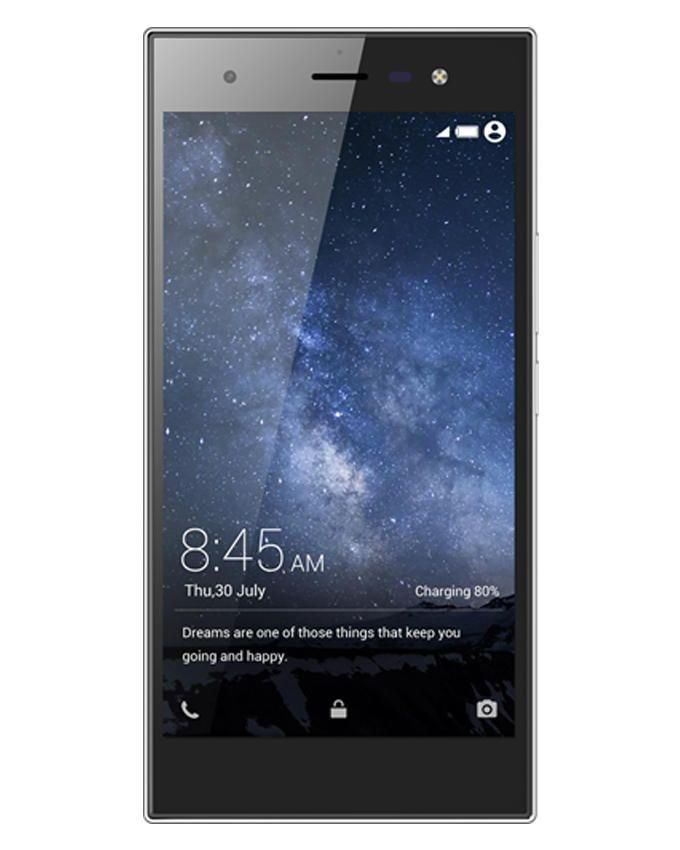 8:45 AM
Thu,30 July
Charging 80%
Dreams are one of those things that keep you
going and happy.